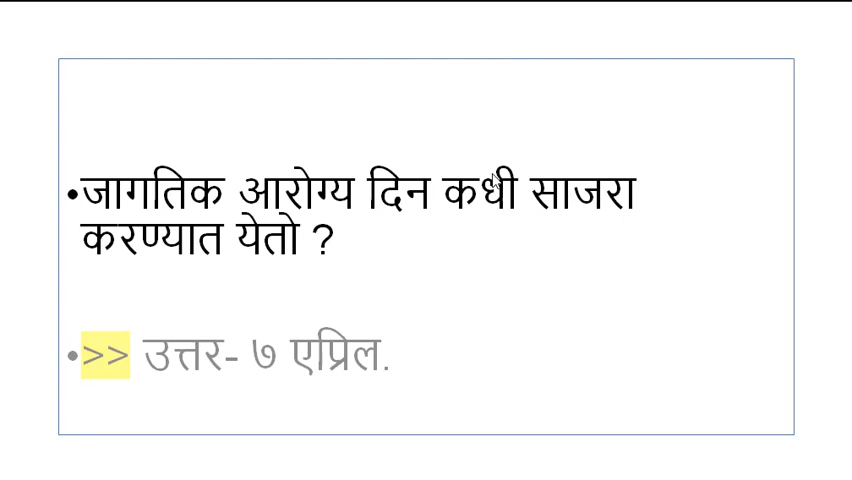 •जागतिक आरोग्य दिन कधी साजरा
करण्यात येतो ?
•>> उत्तर- ७ एप्रिल.